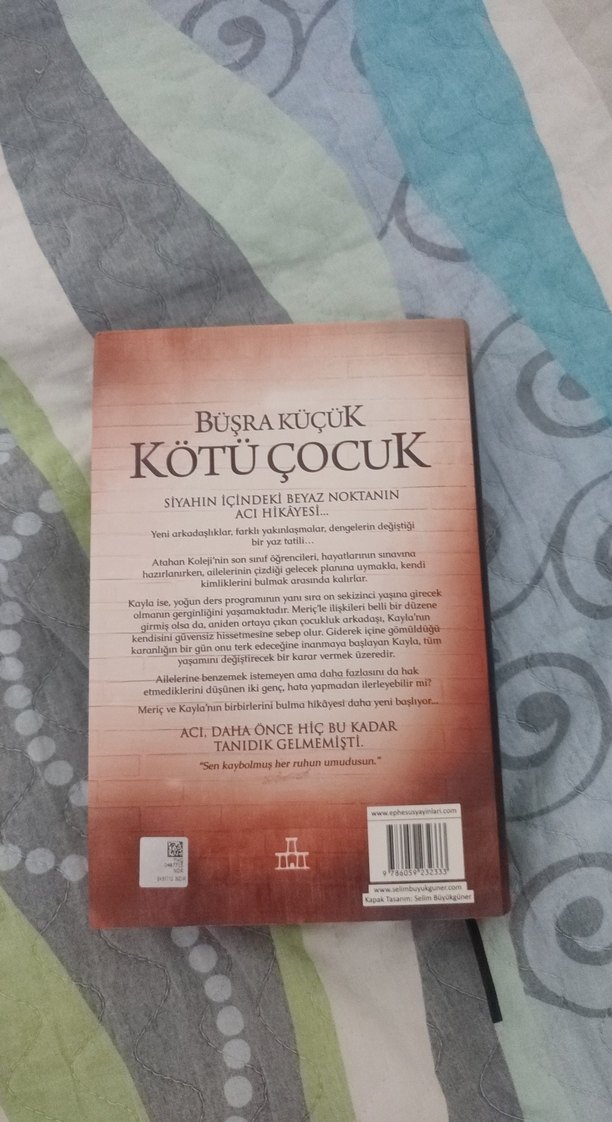 BÜŞRA KÜÇÜK
KÖTÜ ÇOCUK
SİYAHIN İÇİNDEKİ BEYAZ NOKTANIN
ACI HİKÂYESİ...
Yeni arkadaşlıklar, farklı yakınlaşmalar, dengelerin değiştiği
bir yaz tatili...
Atahan Koleji'nin son sınıf öğrencileri, hayatlarının sınavına
hazırlanırken, ailelerinin çizdiği gelecek planına uymakla, kendi
kimliklerini bulmak arasında kalırlar.
Kayla ise, yoğun ders programının yanı sıra on sekizinci yaşına girecek
olmanın gerginliğini yaşamaktadır. Meriç'le ilişkileri belli bir düzene
girmiş olsa da, aniden ortaya çıkan çocukluk arkadaşı, Kayla'nın
kendisini güvensiz hissetmesine sebep olur. Giderek içine gömüldüğü
karanlığın bir gün onu terk edeceğine inanmaya başlayan Kayla, tüm
yaşamını değiştirecek bir karar vermek üzeredir.
Ailelerine benzemek istemeyen ama daha fazlasını da hak
etmediklerini düşünen iki genç, hata yapmadan ilerleyebilir mi?
Meriç ve Kayla'nın birbirlerini bulma hikâyesi daha yeni başlıyor...
ACI, DAHA ÖNCE HİÇ BU KADAR
TANIDIK GELMEMİŞTİ.
"Sen kaybolmuş her ruhun umudusun."
www.ephesusyayinlari.com
9 786059 232333
www.selimbuyukguner.com
Kapak Tasarım: Selim Büyükgüner